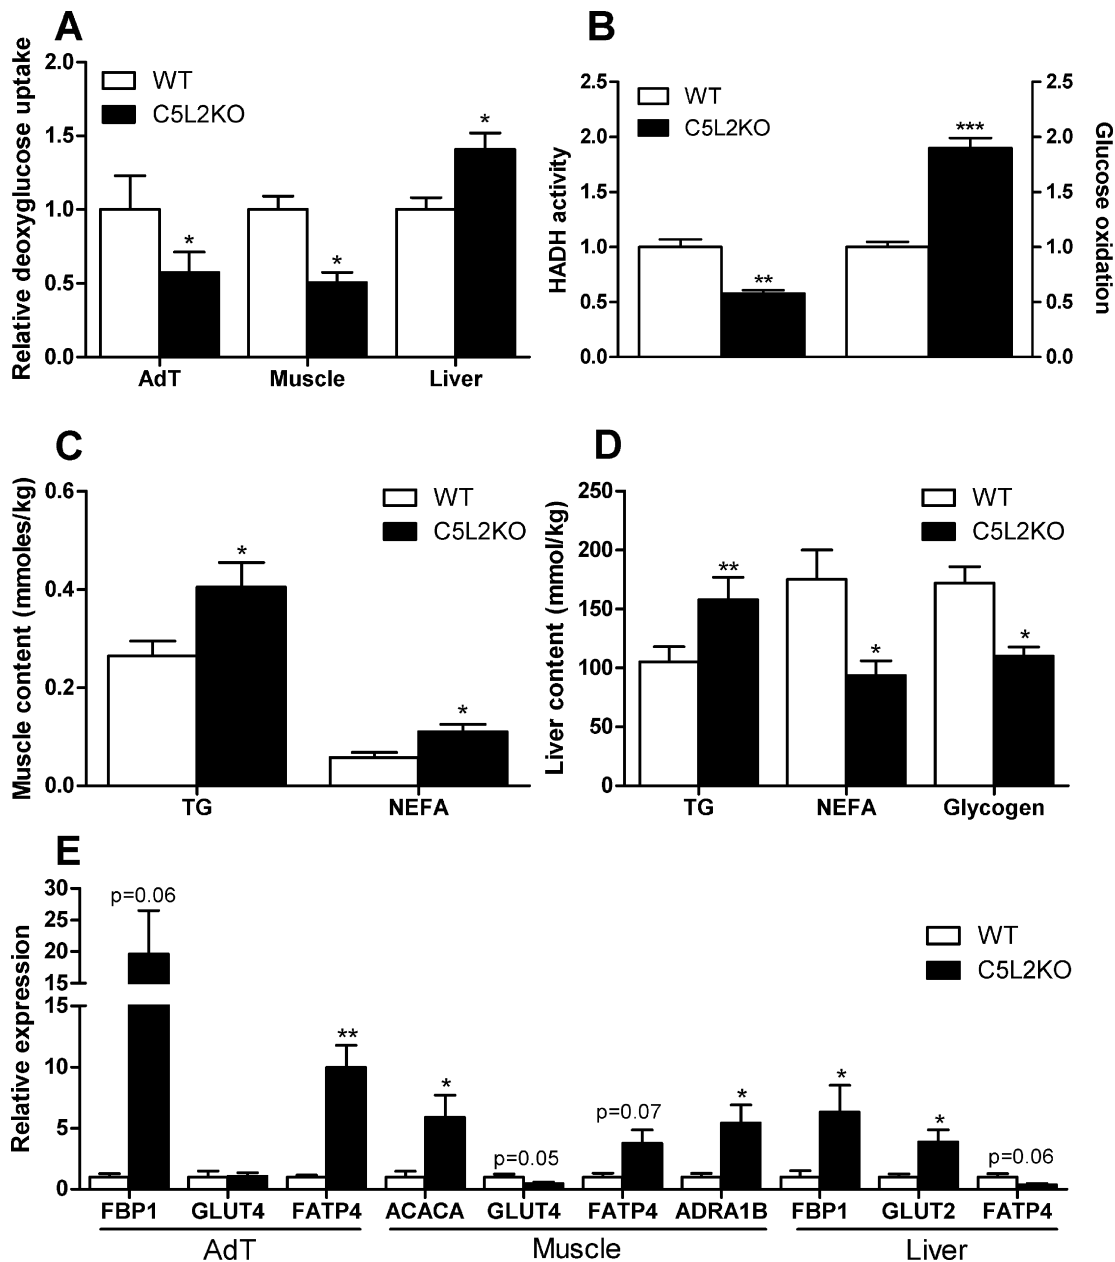 A
Relative deoxyglucose uptake
2.0
1.5
1.0
0.5
0.0
WT
C5L2KO
*
*
*
AdT Muscle Liver
B
HADH activity
2.5
2.0
1.5
1.0
0.5
0.0
WT
C5L2KO
**
***
2.5
2.0
1.5
1.0
0.5
0.0
Glucose oxidation
C
Muscle content (mmoles/kg)
0.6
0.4
0.2
0.0
WT
C5L2KO
*
*
TG NEFA
D
Liver content (mmol/kg)
250
200
150
100
50
0
WT
C5L2KO
**
*
*
TG NEFA Glycogen
E
Relative expression
30
25
20
15
15
10
5
0
WT
C5L2KO
p=0.06
**
*
p=0.05
p=0.07
*
*
*
p=0.06
FBP1 GLUT4 FATP4 ACACA GLUT4 FATP4 ADRA1B FBP1 GLUT2 FATP4
AdT Muscle Liver